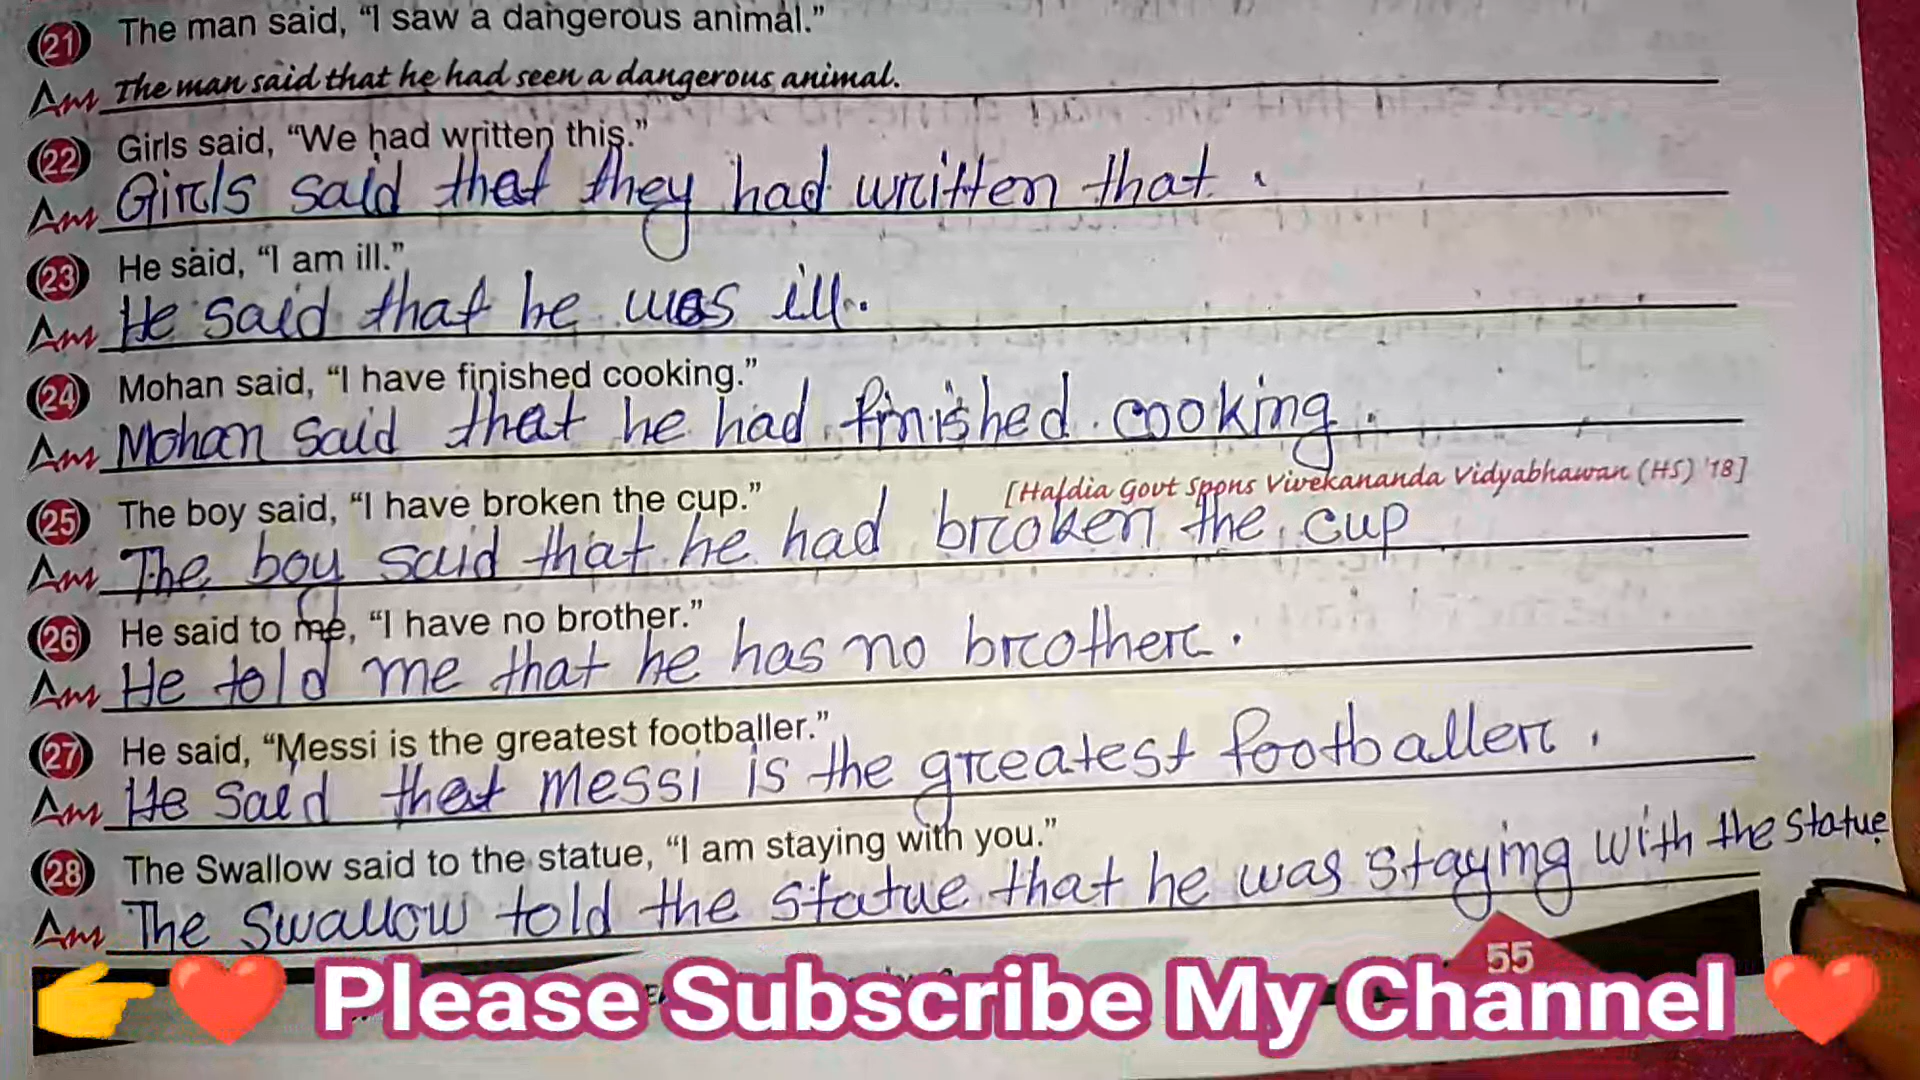 21 The man said, “I saw a dangerous animal.”
Ans The man said that he had seen a dangerous animal.
22 Girls said, “We had written this.”
Ans Girls said that they had written that.
23 He said, “I am ill.”
Ans He said that he was ill.
24 Mohan said, “I have finished cooking.”
Ans Mohan said that he had finished cooking.
[Haldia Govt Spons Vivekananda Vidyabhawan (HS) '18]
25 The boy said, “I have broken the cup.”
Ans The boy said that he had broken the cup
26 He said to me, “I have no brother.”
Ans He told me that he has no brother.
27 He said, “Messi is the greatest footballer.”
Ans He said that Messi is the greatest footballer.
28 The Swallow said to the statue, “I am staying with you.”
Ans The Swallow told the statue that he was staying with the statue.
55
👉❤️ Please Subscribe My Channel ❤️